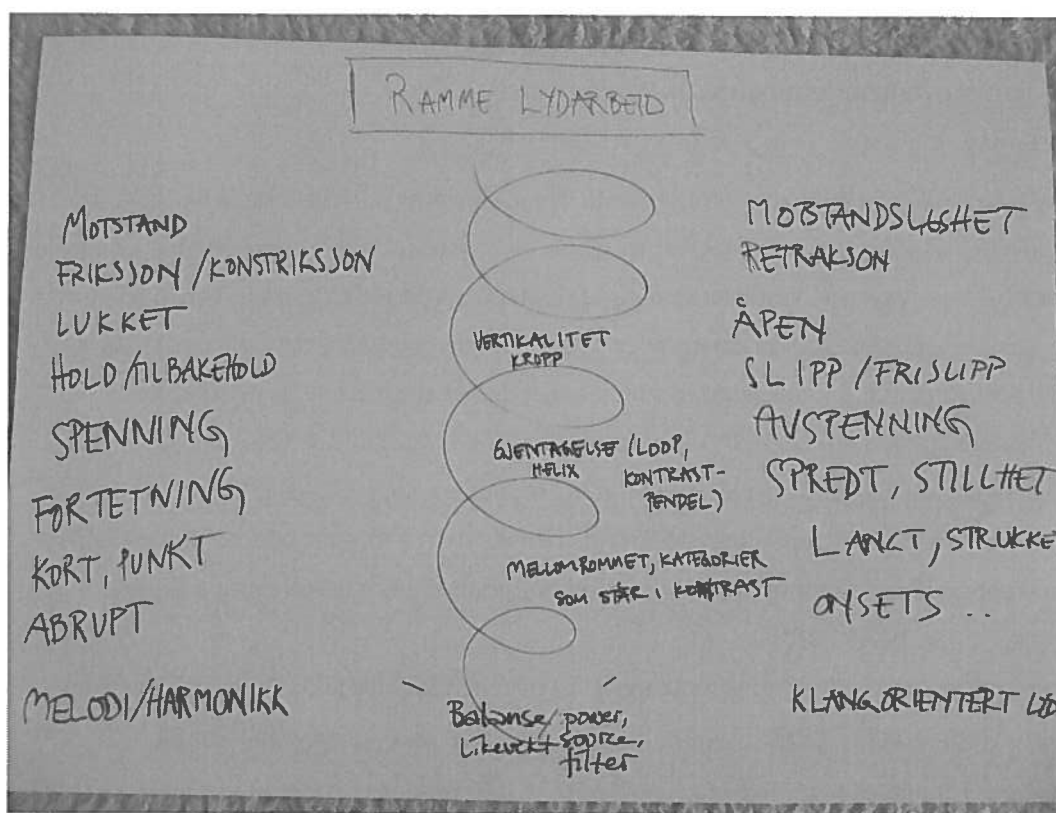 RAMME LYDARBEID
MOTSTAND
FRIKSJON / KONSTRIKSJON
LUKKET
HOLD /TILBAKEHOLD
SPENNING
FORTETNING
KORT, PUNKT
ABRUPT
MELODI/HARMONIKK
VERTIKALITET
KROPP
GJENTAGELSE (LOOP,
HELIX KONTRAST-
PENDEL)
MELLOMROMMET, KATEGORIER
SOM STÅR I KONTRAST
Balanse/ power,
Likevekt source,
filter
MOTSTANDSLØSHET
RETRAKSON
ÅPEN
SLIPP /FRISLIPP
AVSPENNING
SPREDT, STILLHET
LANGT, STRUKKE
ONSETS ..
KLANGORIENTERT LYD